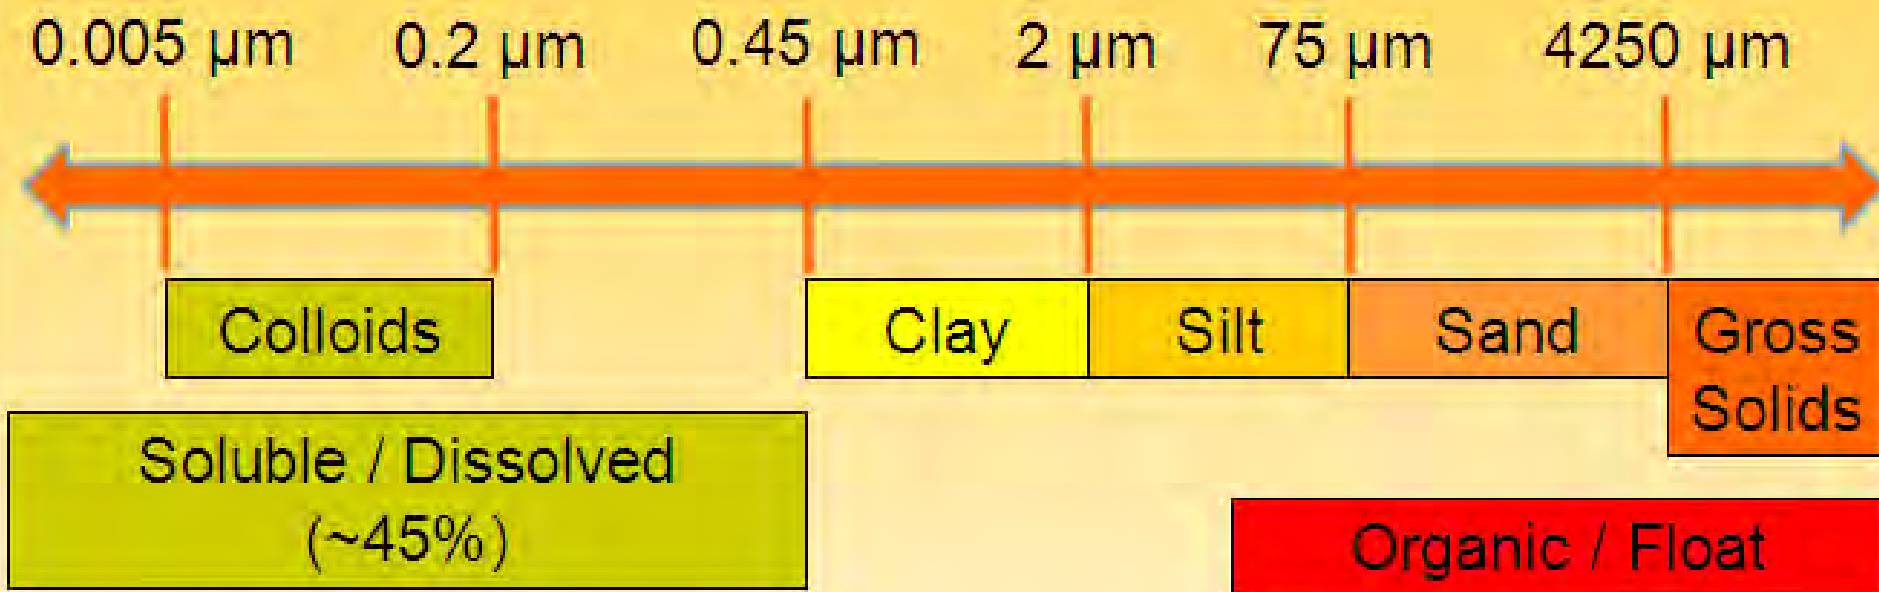 0.005 µm 0.2 µm 0.45 µm 2 µm 75 µm 4250 µm
Colloids Clay Silt Sand Gross
Solids
Soluble / Dissolved
(~45%)
Organic / Float